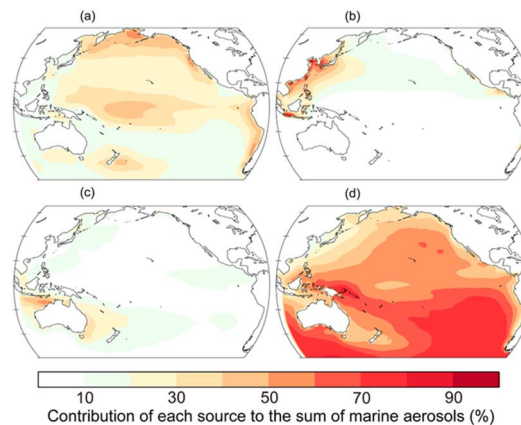 (a) (b)
(c) (d)
10 30 50 70 90
Contribution of each source to the sum of marine aerosols (%)